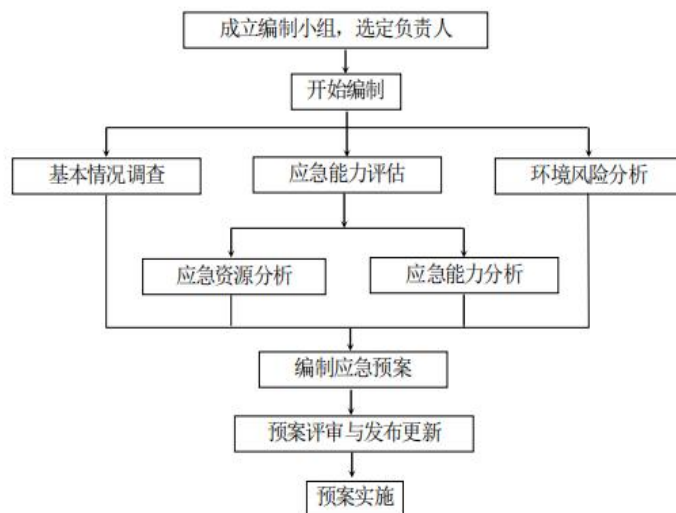 成立编制小组，选定负责人
开始编制
基本情况调查
应急能力评估
环境风险分析
应急资源分析
应急能力分析
编制应急预案
预案评审与发布更新
预案实施